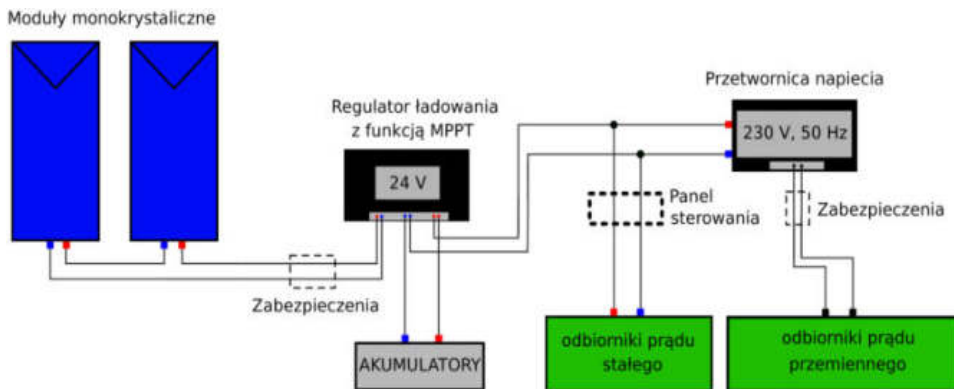 Moduły monokrystaliczne
Regulator ładowania
z funkcją MPPT
24 V
Przetwornica napiecia
230 V, 50 Hz
Panel
sterowania
Zabezpieczenia
Zabezpieczenia
AKUMULATORY
odbiorniki prądu
stałego
odbiorniki prądu
przemiennego